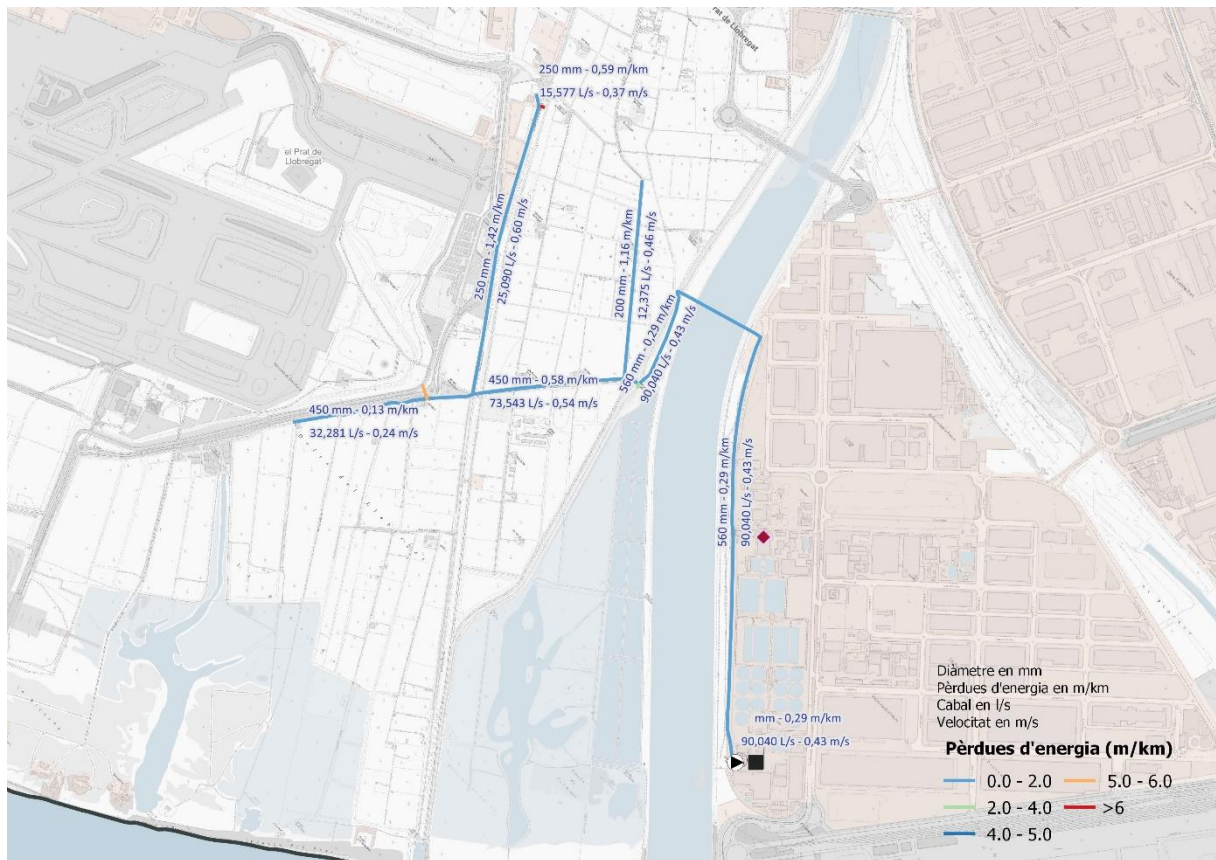 rat de Llobregat
250 mm - 0,59 m/km
15,577 L/s - 0,37 m/s
el Prat de
Llobregat
250 mm - 1,42 m/km
25,090 L/s - 0,60 m/s
200 mm - 1,16 m/km
12,375 L/s - 0,46 m/s
560 mm - 0,29 m/km
90,040 L/s - 0,43 m/s
450 mm - 0,58 m/km
73,543 L/s - 0,54 m/s
450 mm - 0,13 m/km
32,281 L/s - 0,24 m/s
560 mm - 0,29 m/km
90,040 L/s - 0,43 m/s
mm - 0,29 m/km
90,040 L/s - 0,43 m/s
Diàmetre en mm
Pèrdues d'energia en m/km
Cabal en l/s
Velocitat en m/s
Pèrdues d'energia (m/km)
0.0 - 2.0
2.0 - 4.0
4.0 - 5.0
5.0 - 6.0
>6